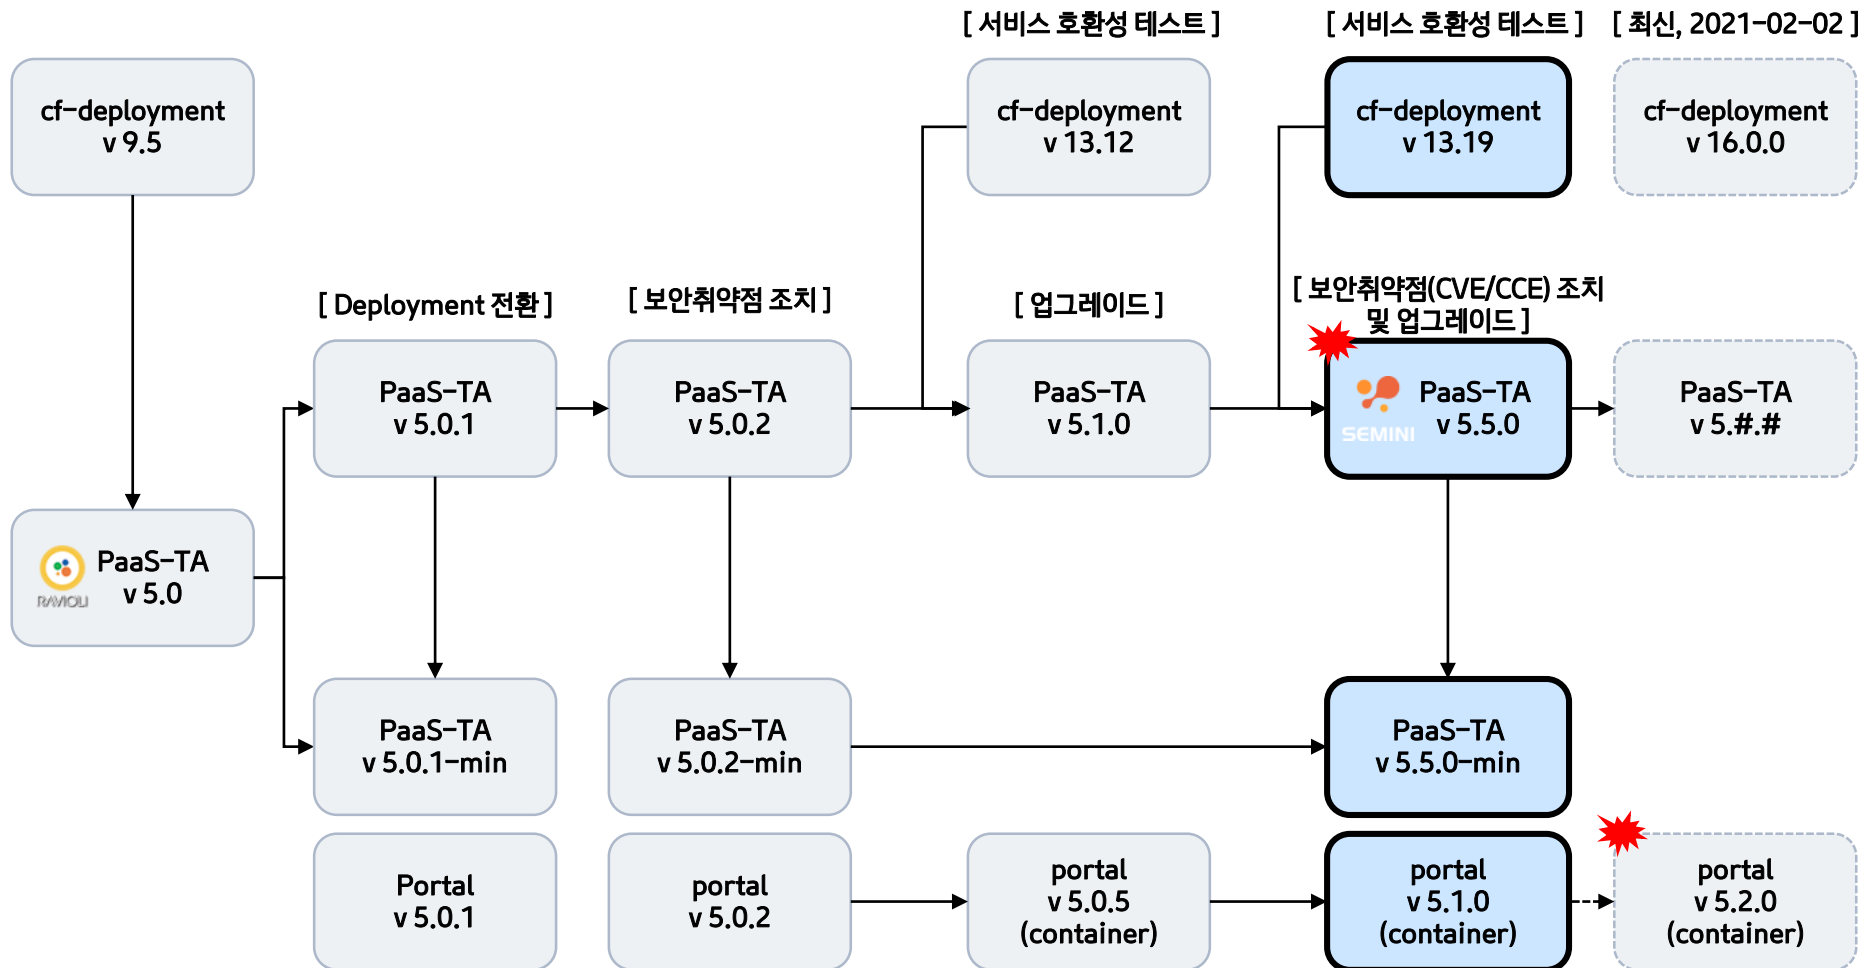 [ 서비스 호환성 테스트 ]
[ 서비스 호환성 테스트 ]
[ 최신, 2021-02-02 ]
cf-deployment
v 9.5
cf-deployment
v 13.12
cf-deployment
v 13.19
cf-deployment
v 16.0.0
[ Deployment 전환 ]
[ 보안취약점 조치 ]
[ 업그레이드 ]
[ 보안취약점(CVE/CCE) 조치
및 업그레이드 ]
PaaS-TA
v 5.0.1
PaaS-TA
v 5.0.2
PaaS-TA
v 5.1.0
SEMINI
PaaS-TA
v 5.5.0
PaaS-TA
v 5.#.#
RAVIOLI
PaaS-TA
v 5.0
PaaS-TA
v 5.0.1-min
PaaS-TA
v 5.0.2-min
PaaS-TA
v 5.5.0-min
Portal
v 5.0.1
portal
v 5.0.2
portal
v 5.0.5
(container)
portal
v 5.1.0
(container)
portal
v 5.2.0
(container)